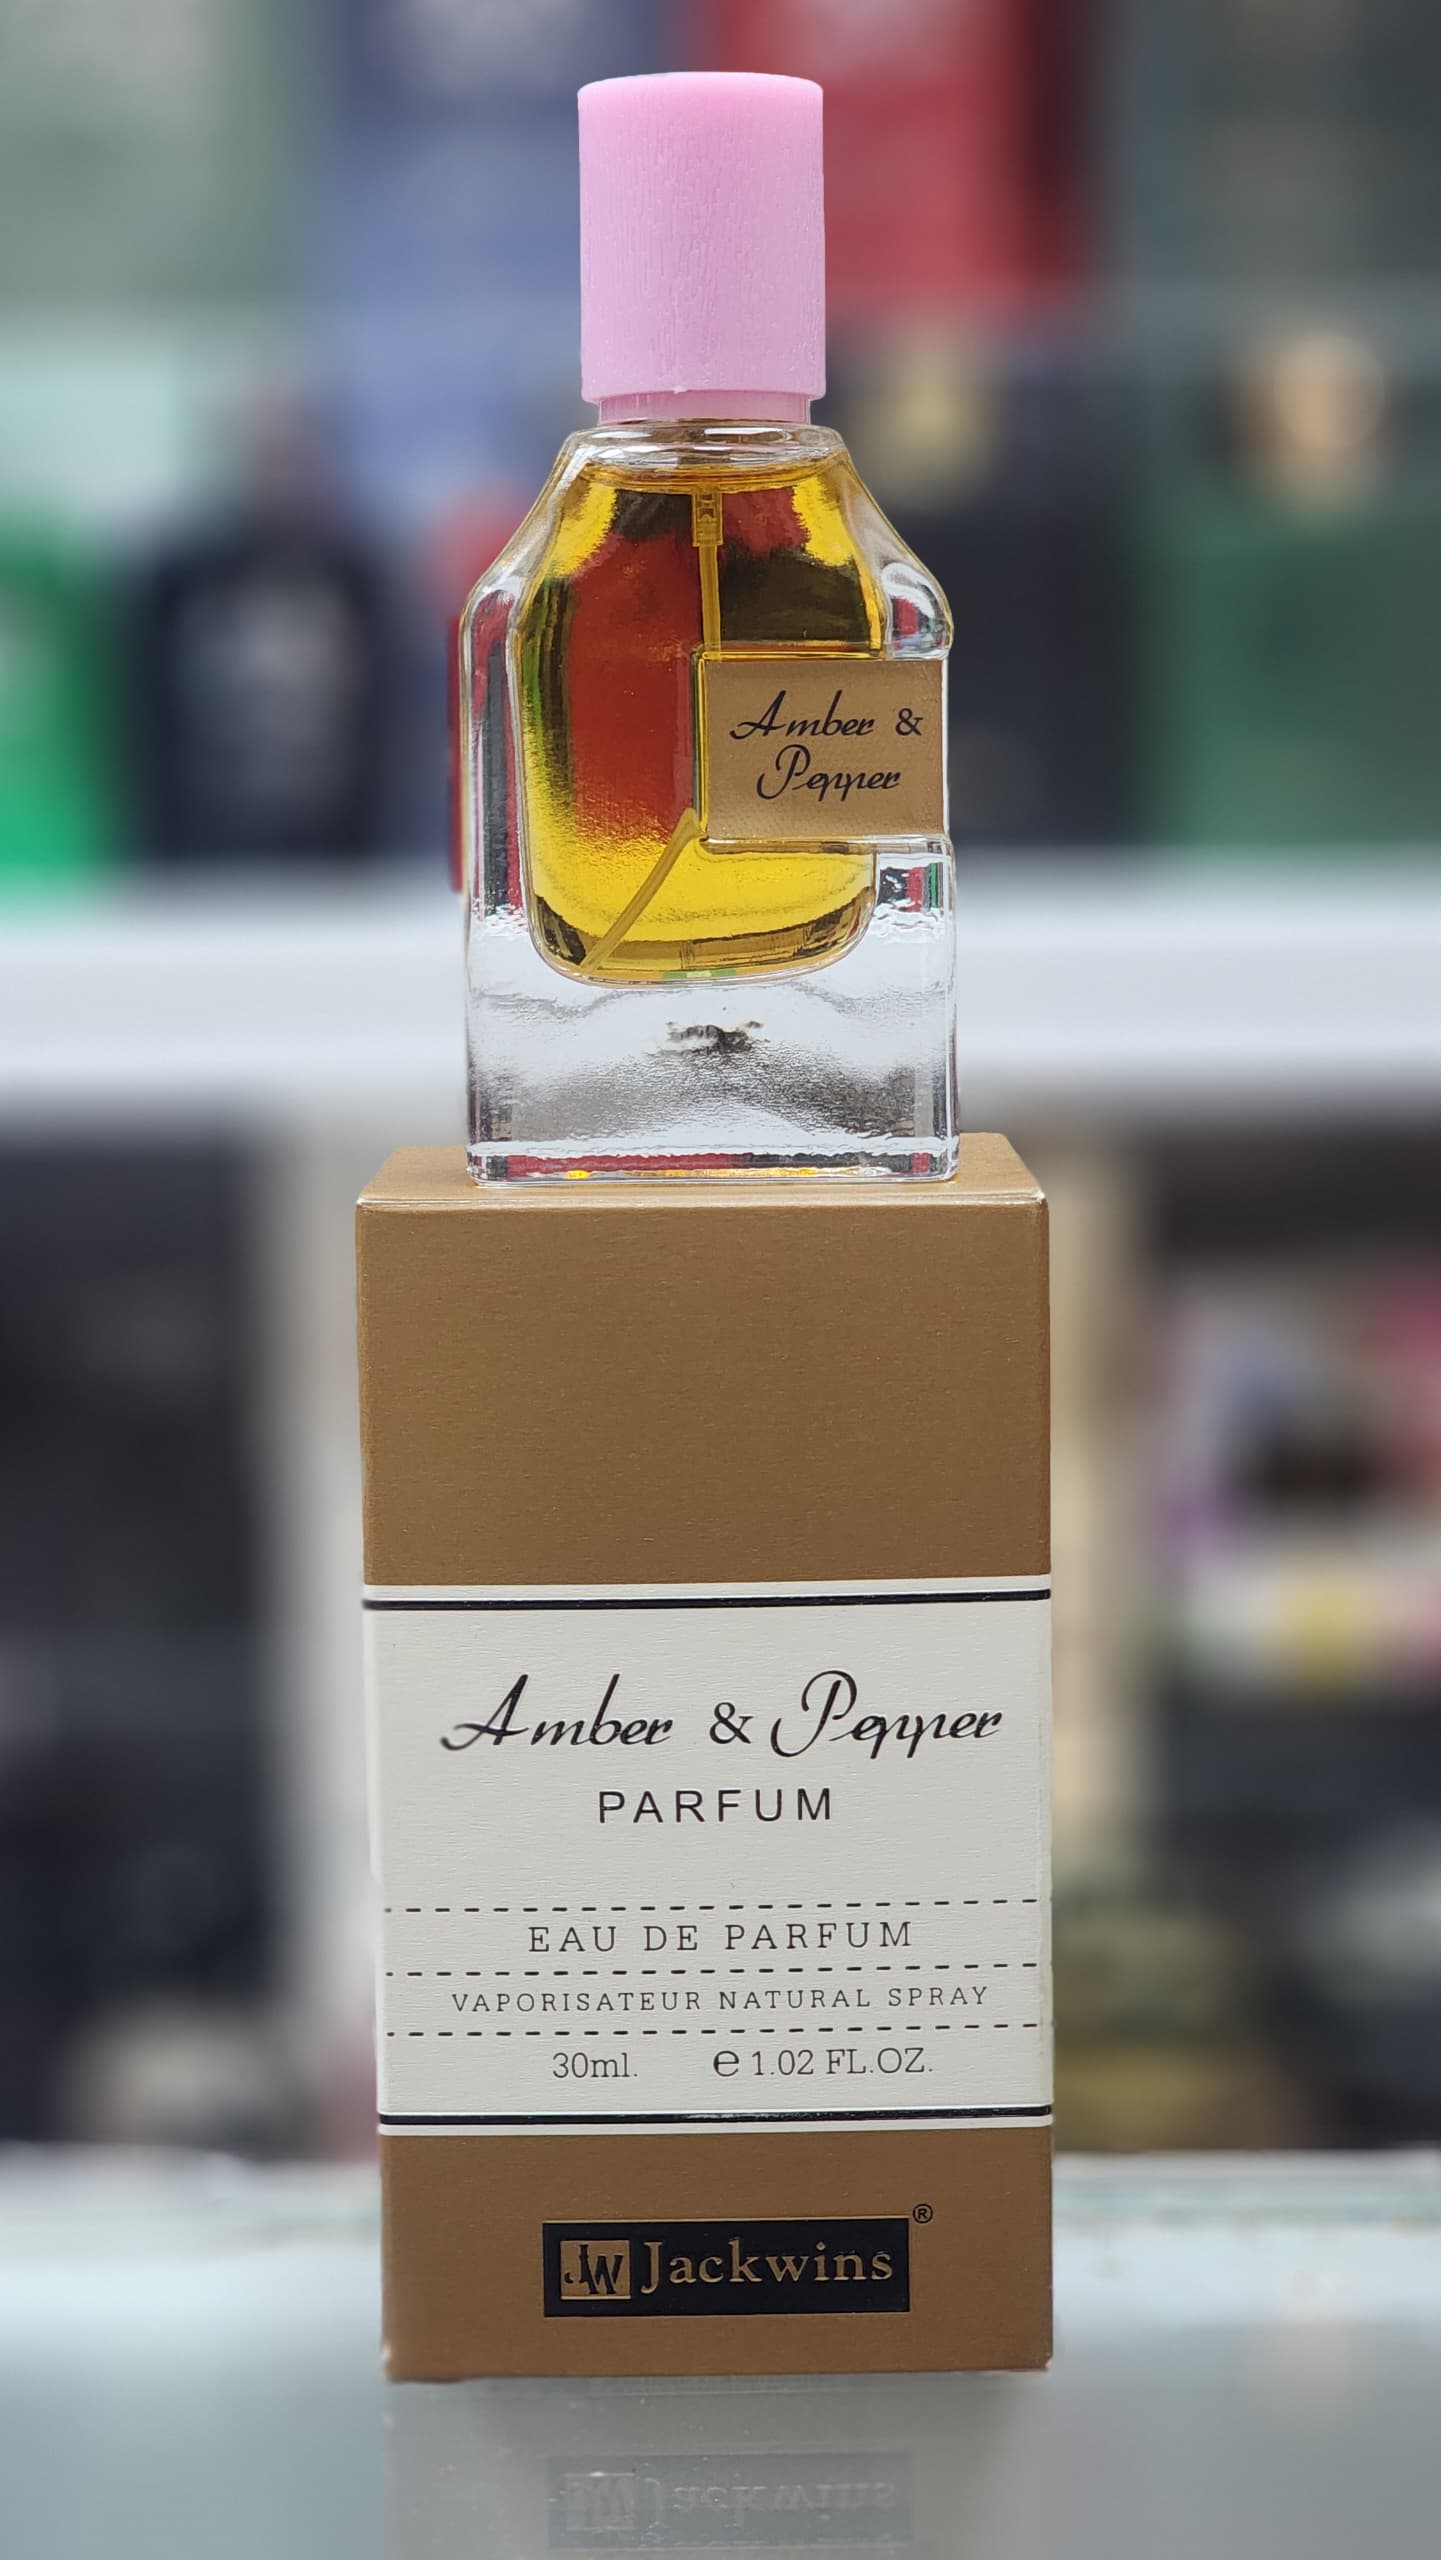 Amber &
Pepper
Amber & Pepper
PARFUM
EAU DE PARFUM
VAPORISATEUR NATURAL SPRAY
30ml. ℮ 1.02 FL.OZ.
JW Jackwins ®